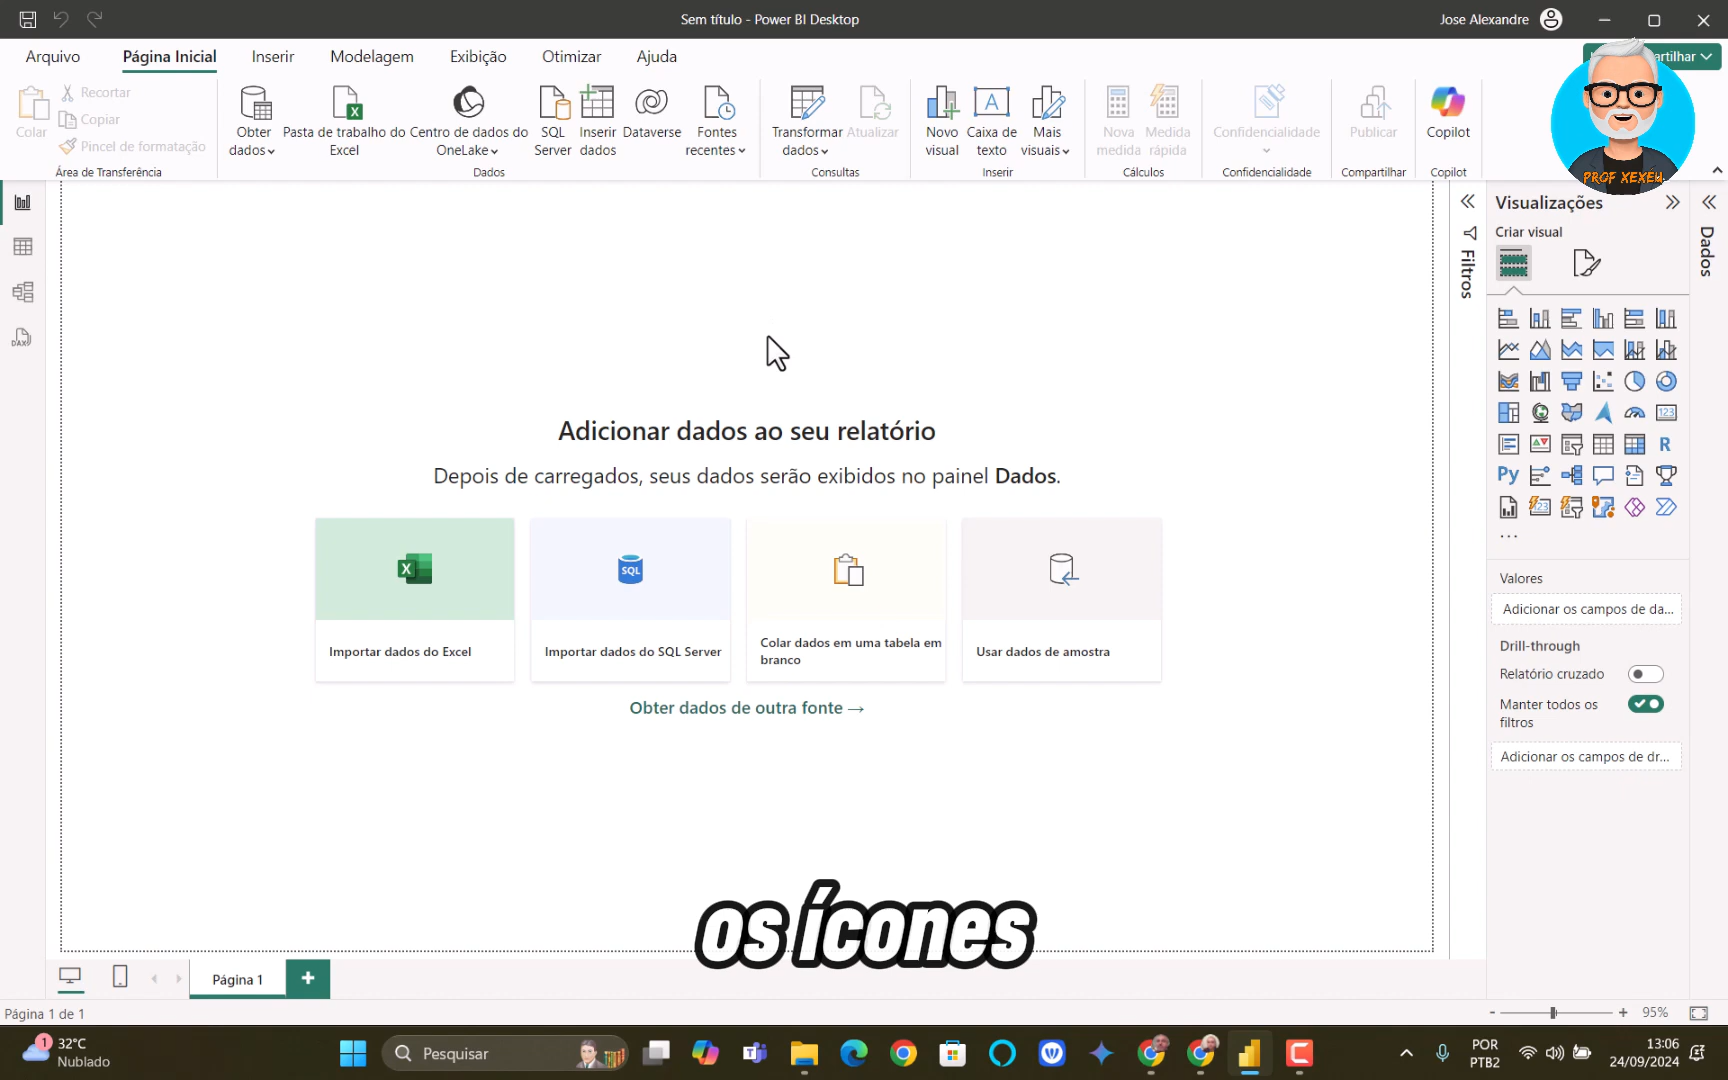 Sem título - Power BI Desktop
Jose Alexandre
Arquivo
Página Inicial
Inserir
Modelagem
Exibição
Otimizar
Ajuda
artilhar
Colar
Recortar
Copiar
Pincel de formatação
Área de Transferência
Obter
dados
Pasta de trabalho do
Excel
Centro de dados do
OneLake
SQL
Server
Inserir
dados
Dataverse
Fontes
recentes
Dados
Transformar
dados
Atualizar
Consultas
Novo
visual
A
Caixa de
texto
Mais
visuais
Inserir
Nova
medida
Medida
rápida
Cálculos
Confidencialidade
Confidencialidade
Publicar
Compartilhar
Copilot
Copilot
PROF XEXEU
DAX
Adicionar dados ao seu relatório
Depois de carregados, seus dados serão exibidos no painel Dados.
X
SQL
Importar dados do Excel
Importar dados do SQL Server
Colar dados em uma tabela em
branco
Usar dados de amostra
Obter dados de outra fonte →
Filtros
Visualizações
Criar visual
123
R
Py
123
...
Valores
Adicionar os campos de da...
Drill-through
Relatório cruzado
Manter todos os
filtros
Adicionar os campos de dr...
Dados
os ícones
Página 1
+
Página 1 de 1
- + 95%
1
32°C
Nublado
Pesquisar
POR
PTB2
13:06
24/09/2024